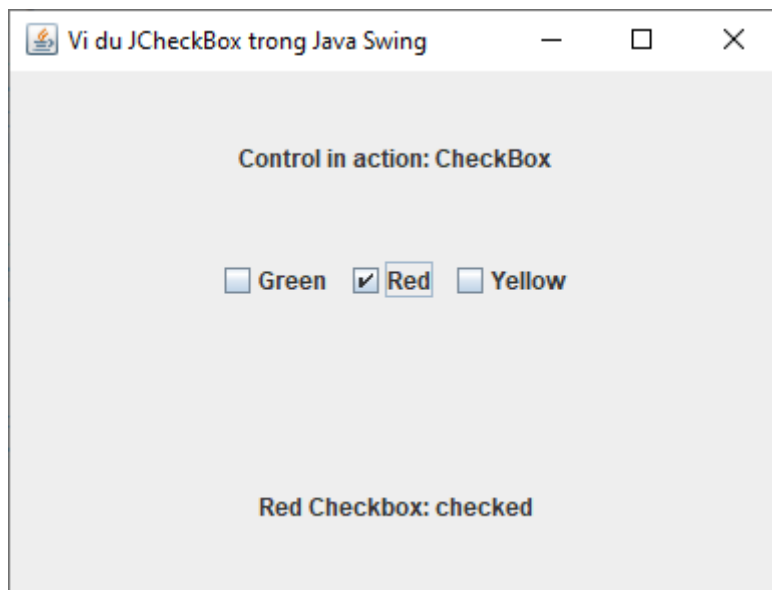 Vi du JCheckBox trong Java Swing
Control in action: CheckBox
Green Red Yellow
Red Checkbox: checked